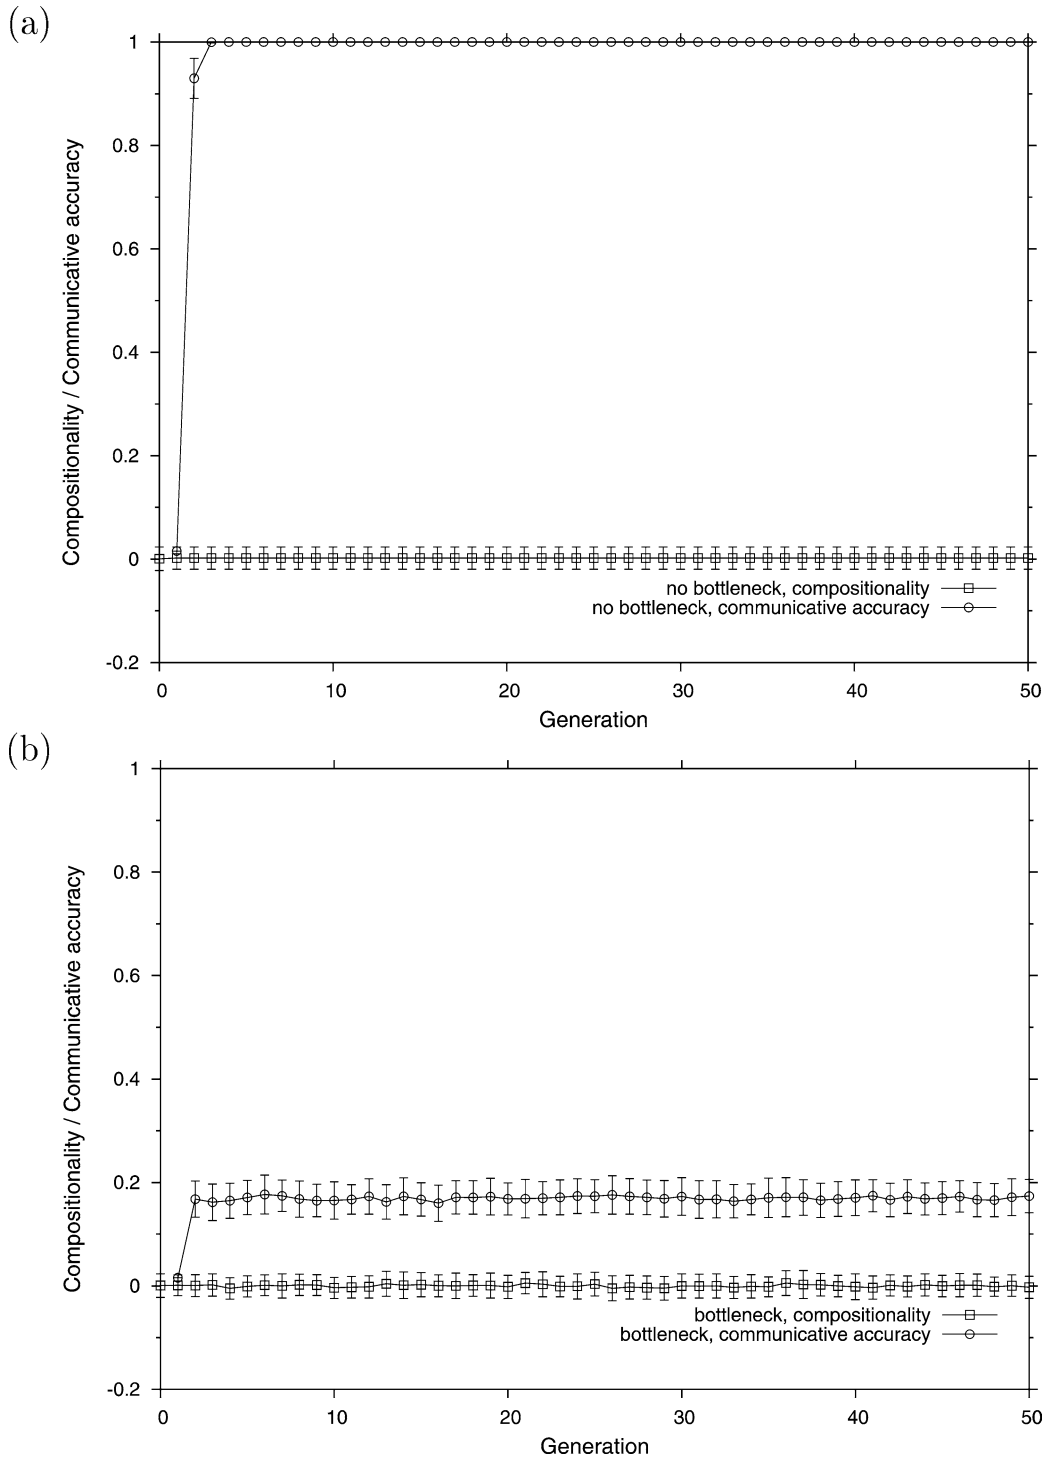 (a)
Compositionality / Communicative accuracy
1
0.8
0.6
0.4
0.2
0
-0.2
no bottleneck, compositionality
no bottleneck, communicative accuracy
0 10 20 30 40 50
Generation
(b)
Compositionality / Communicative accuracy
1
0.8
0.6
0.4
0.2
0
-0.2
bottleneck, compositionality
bottleneck, communicative accuracy
0 10 20 30 40 50
Generation